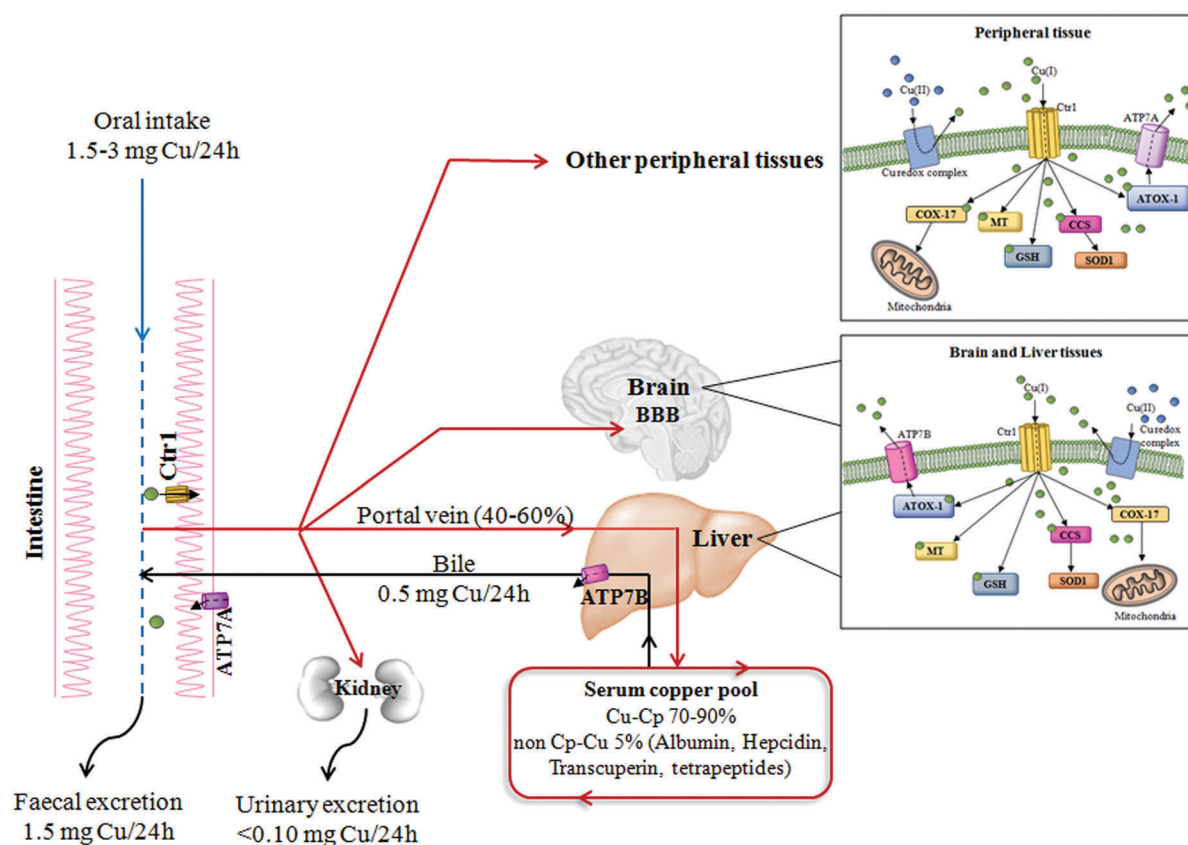 Oral intake
1.5-3 mg Cu/24h
Intestine
Ctr1
ATP7A
Faecal excretion
1.5 mg Cu/24h
Urinary excretion
<0.10 mg Cu/24h
Kidney
Portal vein (40-60%)
Bile
0.5 mg Cu/24h
Other peripheral tissues
Brain
BBB
Liver
ATP7B
Serum copper pool
Cu-Cp 70-90%
non Cp-Cu 5% (Albumin, Hepcidin,
Transcuperin, tetrapeptides)
Peripheral tissue
Cu(I)
Cu(II)
Ctr1
ATP7A
Cu redox complex
COX-17
MT
CCS
ATOX-1
GSH
SOD1
Mitochondria
Brain and Liver tissues
Cu(I)
Cu(II)
Ctr1
Cu redox
complex
ATP7B
ATOX-1
COX-17
MT
CCS
GSH
SOD1
Mitochondria